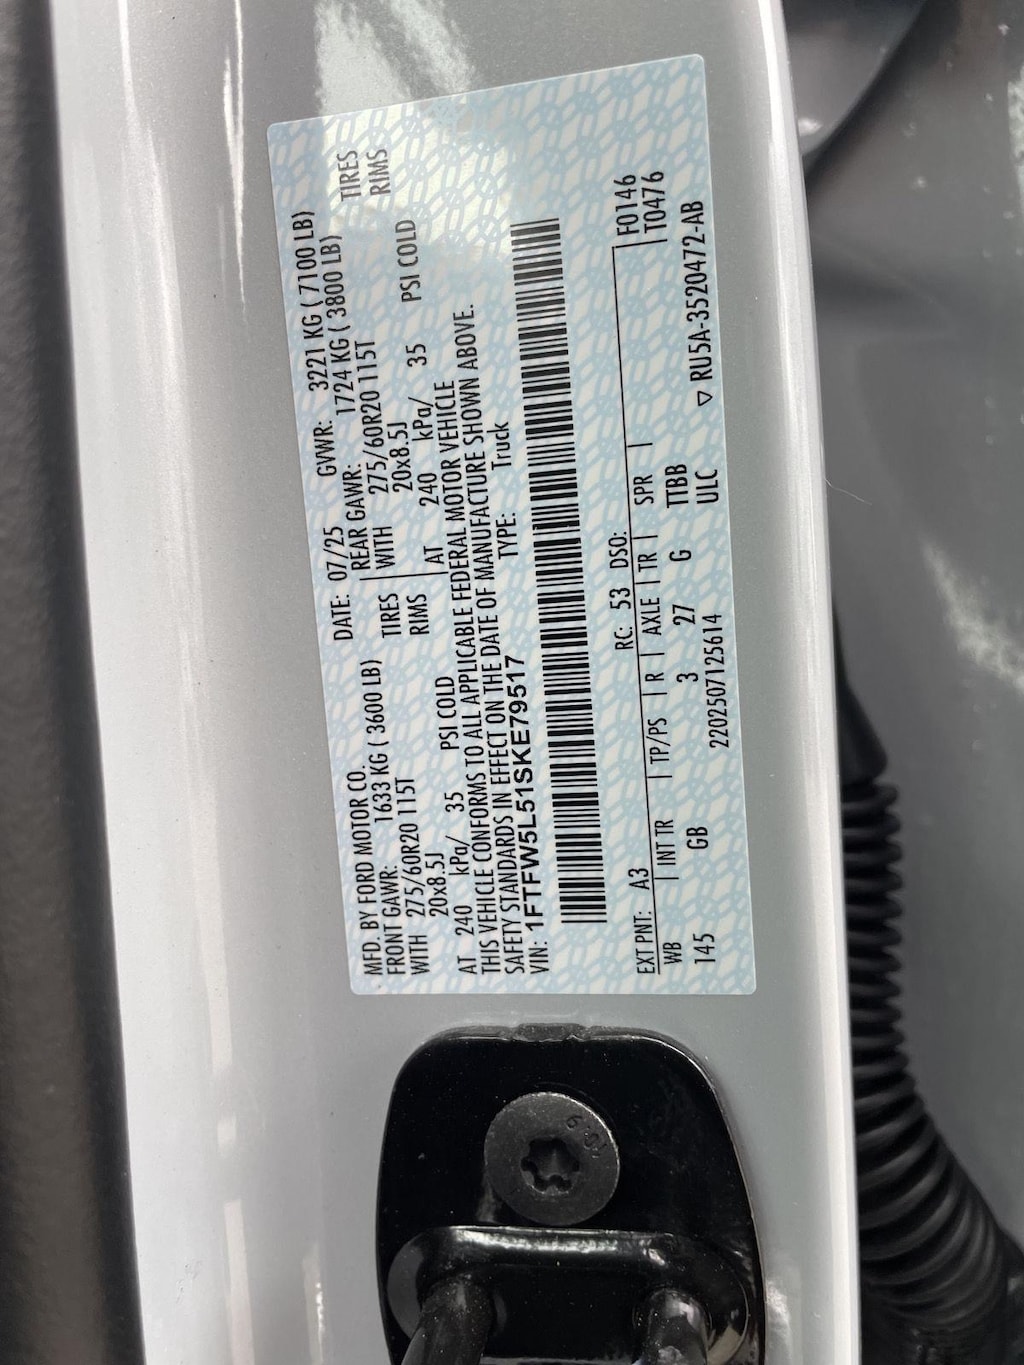 MFD. BY FORD MOTOR CO. DATE: 07/25 GVWR: 3221 KG ( 7100 LB)
FRONT GAWR: 1633 KG ( 3600 LB) REAR GAWR: 1724 KG ( 3800 LB)
WITH 275/60R20 115T TIRES WITH 275/60R20 115T TIRES
20x8.5J RIMS 20x8.5J RIMS
AT 240 kPa/ 35 PSI COLD AT 240 kPa/ 35 PSI COLD
THIS VEHICLE CONFORMS TO ALL APPLICABLE FEDERAL MOTOR VEHICLE
SAFETY STANDARDS IN EFFECT ON THE DATE OF MANUFACTURE SHOWN ABOVE.
VIN: 1FTFW5L51SKE79517 TYPE: Truck
F0146
T0476
EXT PNT: A3 RC: 53 DSO:
WB INT TR TP/PS R AXLE TR SPR
145 GB 3 27 G TTBB
ULC
2202507125614
▽ RU5A-3520472-AB
10.9